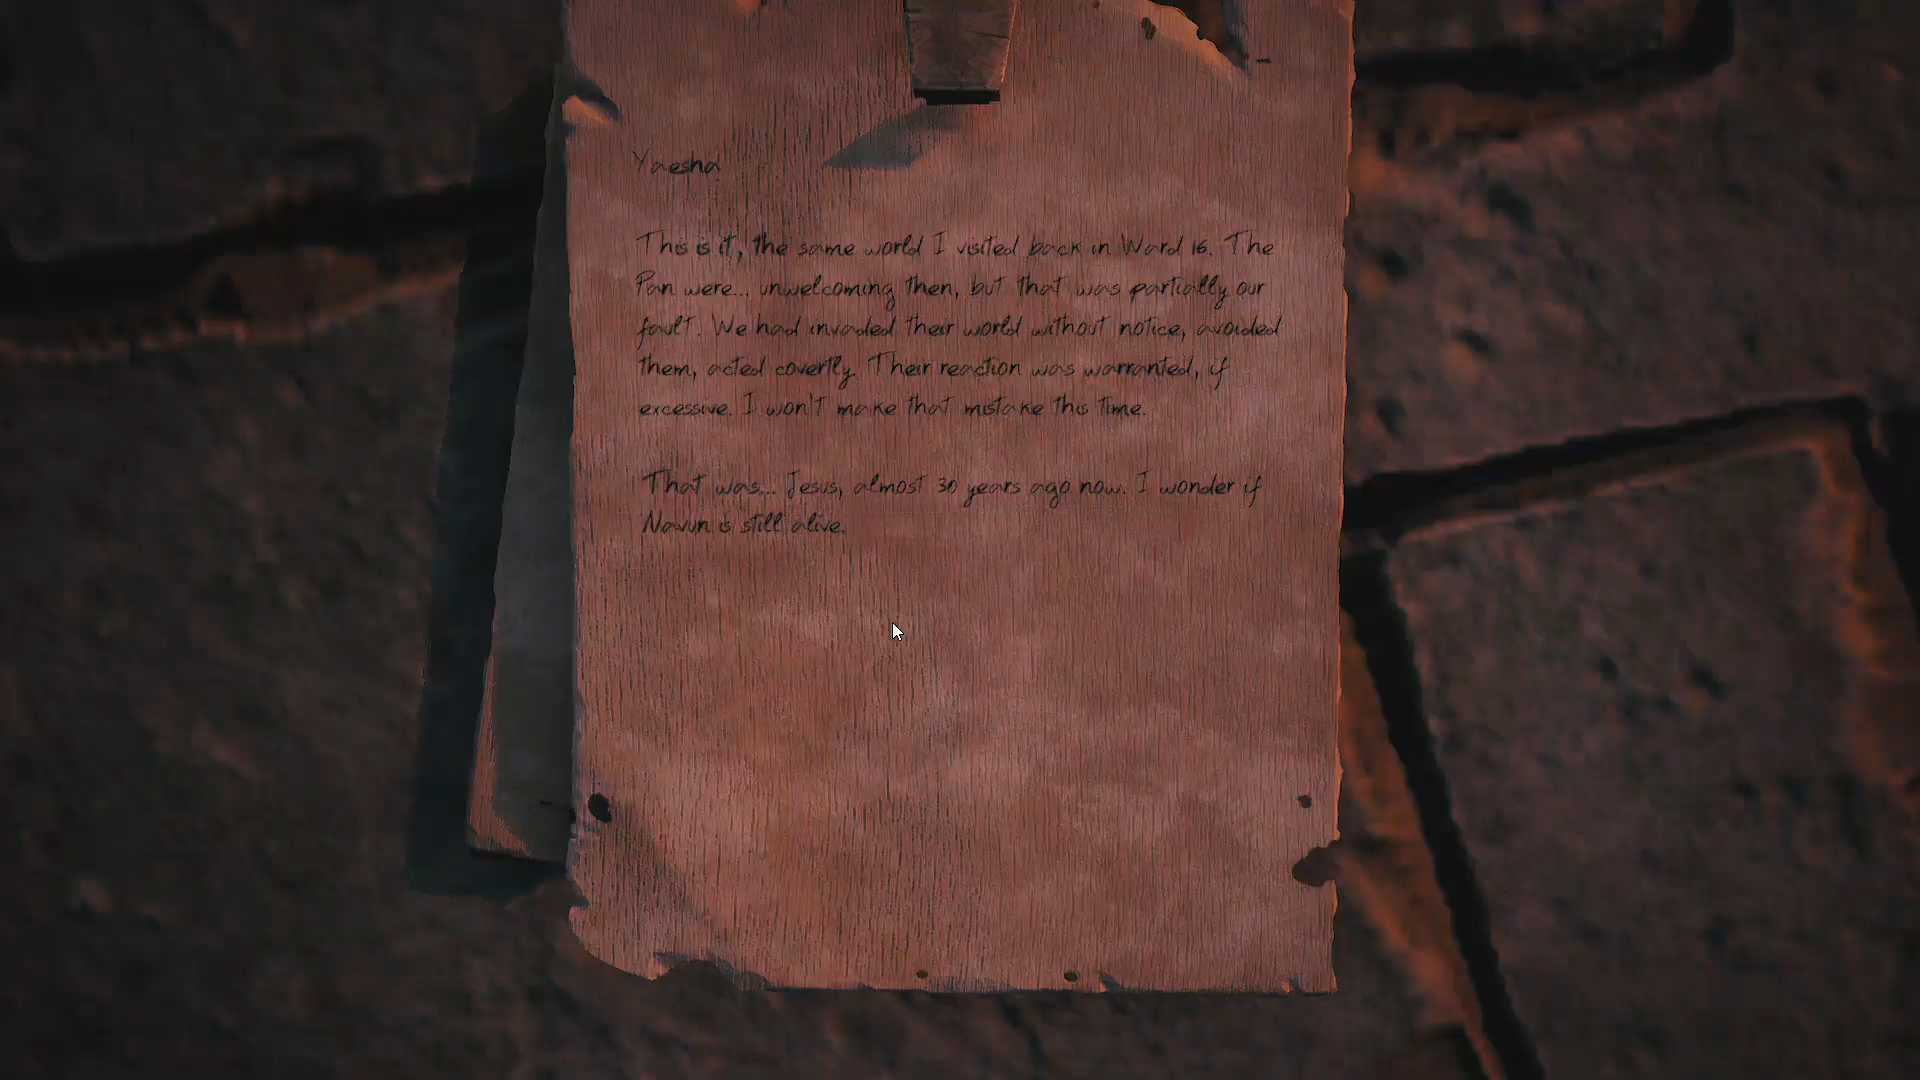 Yaesha
This is it, the same world I visited back in Ward 16. The
Pan were... unwelcoming then, but that was partially our
fault. We had invaded their world without notice, avoided
them, acted covertly. Their reaction was warranted, if
excessive. I won't make that mistake this time.
That was... Jesus, almost 30 years ago now. I wonder if
Navun is still alive.